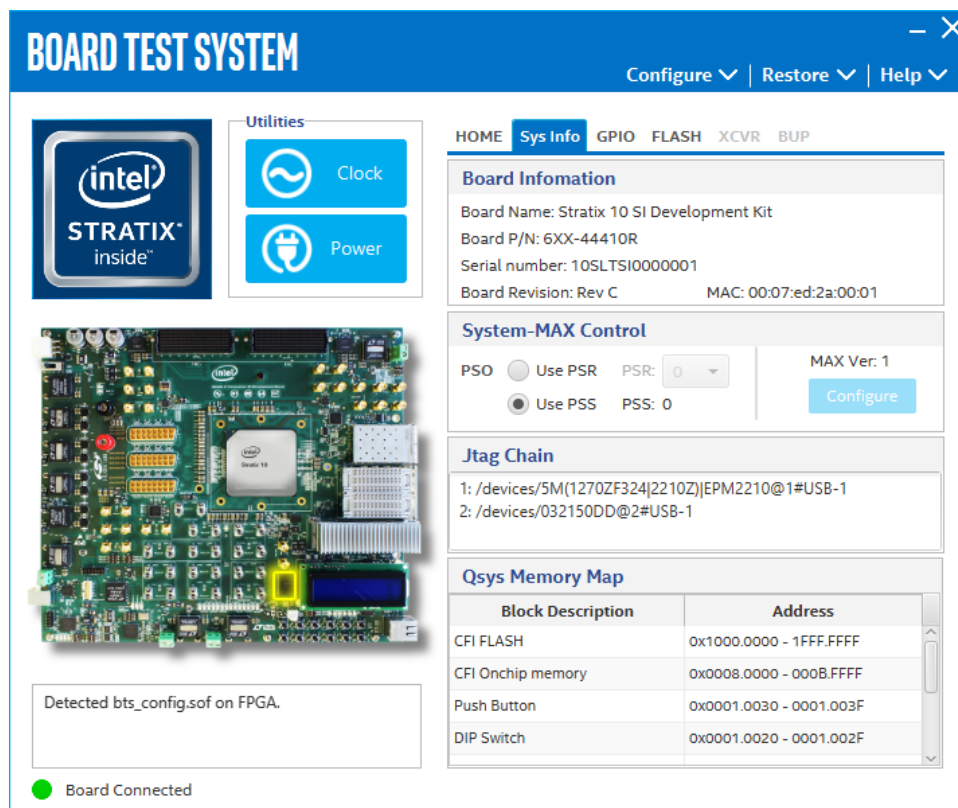 BOARD TEST SYSTEM
Configure | Restore | Help
intel
STRATIX
inside™
Utilities
Clock
Power
HOME Sys Info GPIO FLASH XCVR BUP
Board Infomation
Board Name: Stratix 10 SI Development Kit
Board P/N: 6XX-44410R
Serial number: 10SLTSI0000001
Board Revision: Rev C MAC: 00:07:ed:2a:00:01
System-MAX Control
PSO Use PSR PSR: 0
Use PSS PSS: 0
MAX Ver: 1
Configure
Jtag Chain
1: /devices/5M(1270ZF324|2210Z)|EPM2210@1#USB-1
2: /devices/032150DD@2#USB-1
Qsys Memory Map
Block Description Address
CFI FLASH 0x1000.0000 - 1FFF.FFFF
CFI Onchip memory 0x0008.0000 - 000B.FFFF
Push Button 0x0001.0030 - 0001.003F
DIP Switch 0x0001.0020 - 0001.002F
intel
intel
Stratix 10
Detected bts_config.sof on FPGA.
Board Connected